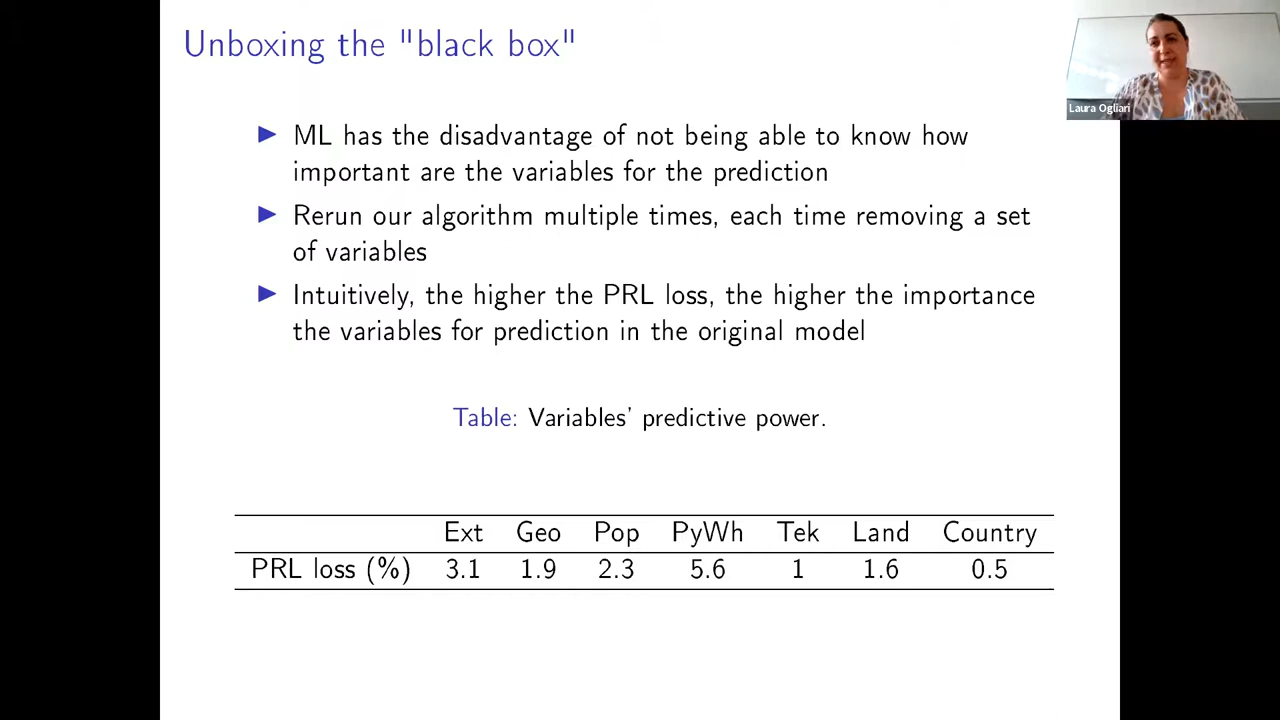 Unboxing the "black box"
ML has the disadvantage of not being able to know how
important are the variables for the prediction
Rerun our algorithm multiple times, each time removing a set
of variables
Intuitively, the higher the PRL loss, the higher the importance
the variables for prediction in the original model
Table: Variables' predictive power.
Ext Geo Pop PyWh Tek Land Country
PRL loss (%) 3.1 1.9 2.3 5.6 1 1.6 0.5
Laura Ogliari